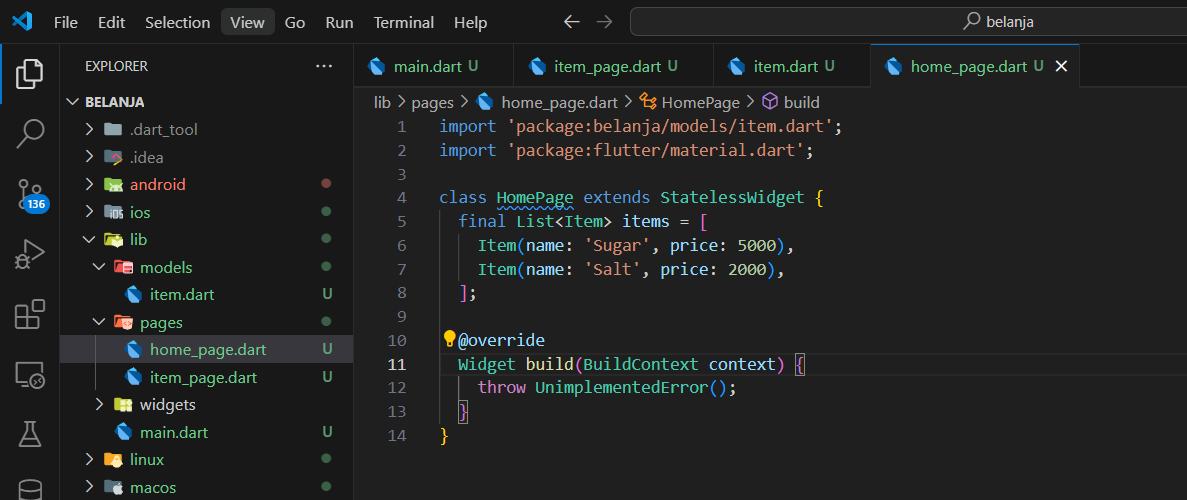 File Edit Selection View Go Run Terminal Help belanja
EXPLORER
main.dart U item_page.dart U item.dart U home_page.dart U
BELANJA
.dart_tool
.idea
android
ios
iOS
lib
models
item.dart U
pages
home_page.dart U
item_page.dart U
widgets
main.dart U
linux
macos
136
lib > pages > home_page.dart > HomePage > build
1 import 'package:belanja/models/item.dart';
2 import 'package:flutter/material.dart';
3
4 class HomePage extends StatelessWidget {
5 final List<Item> items = [
6 Item(name: 'Sugar', price: 5000),
7 Item(name: 'Salt', price: 2000),
8 ];
9
10 @override
11 Widget build(BuildContext context) {
12 throw UnimplementedError();
13 }
14 }